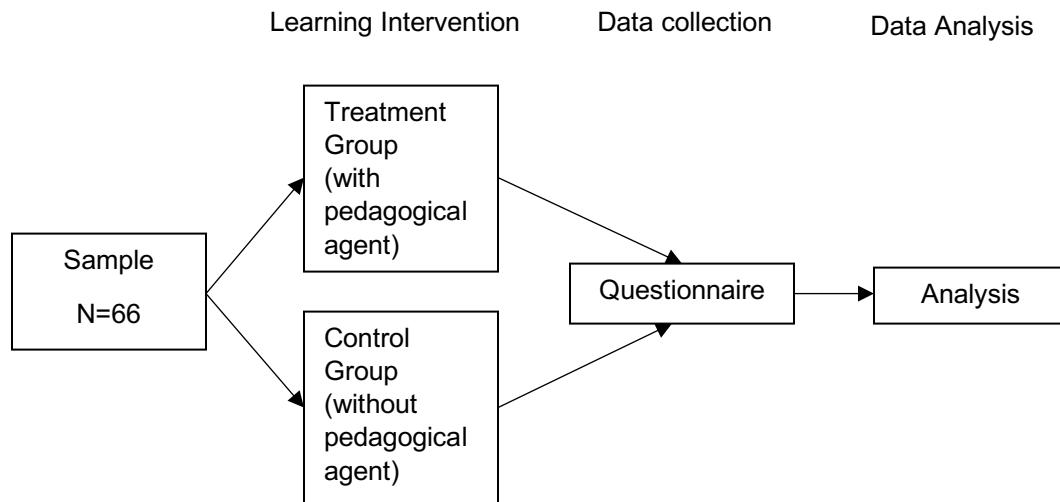 Learning Intervention
Data collection
Data Analysis
Treatment
Group
(with
pedagogical
agent)
Sample
N=66
Control
Group
(without
pedagogical
agent)
Questionnaire
Analysis